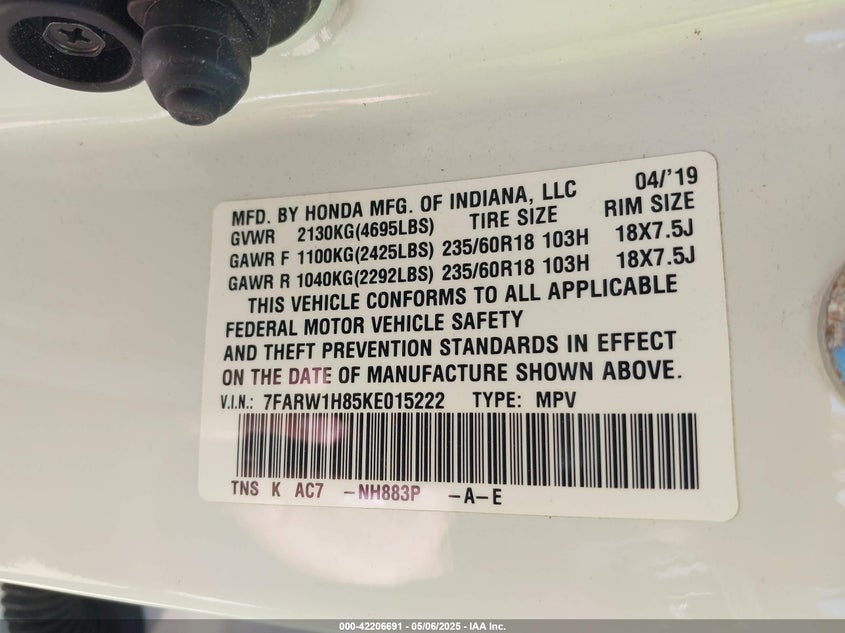 MFD. BY HONDA MFG. OF INDIANA, LLC 04/'19
GVWR 2130KG(4695LBS) TIRE SIZE RIM SIZE
GAWR F 1100KG(2425LBS) 235/60R18 103H 18X7.5J
GAWR R 1040KG(2292LBS) 235/60R18 103H 18X7.5J
THIS VEHICLE CONFORMS TO ALL APPLICABLE
FEDERAL MOTOR VEHICLE SAFETY
AND THEFT PREVENTION STANDARDS IN EFFECT
ON THE DATE OF MANUFACTURE SHOWN ABOVE.
V.I.N.: 7FARW1H85KE015222 TYPE: MPV
TNS K AC7 -NH883P -A-E
000-42206691 - 05/06/2025 - IAA Inc.